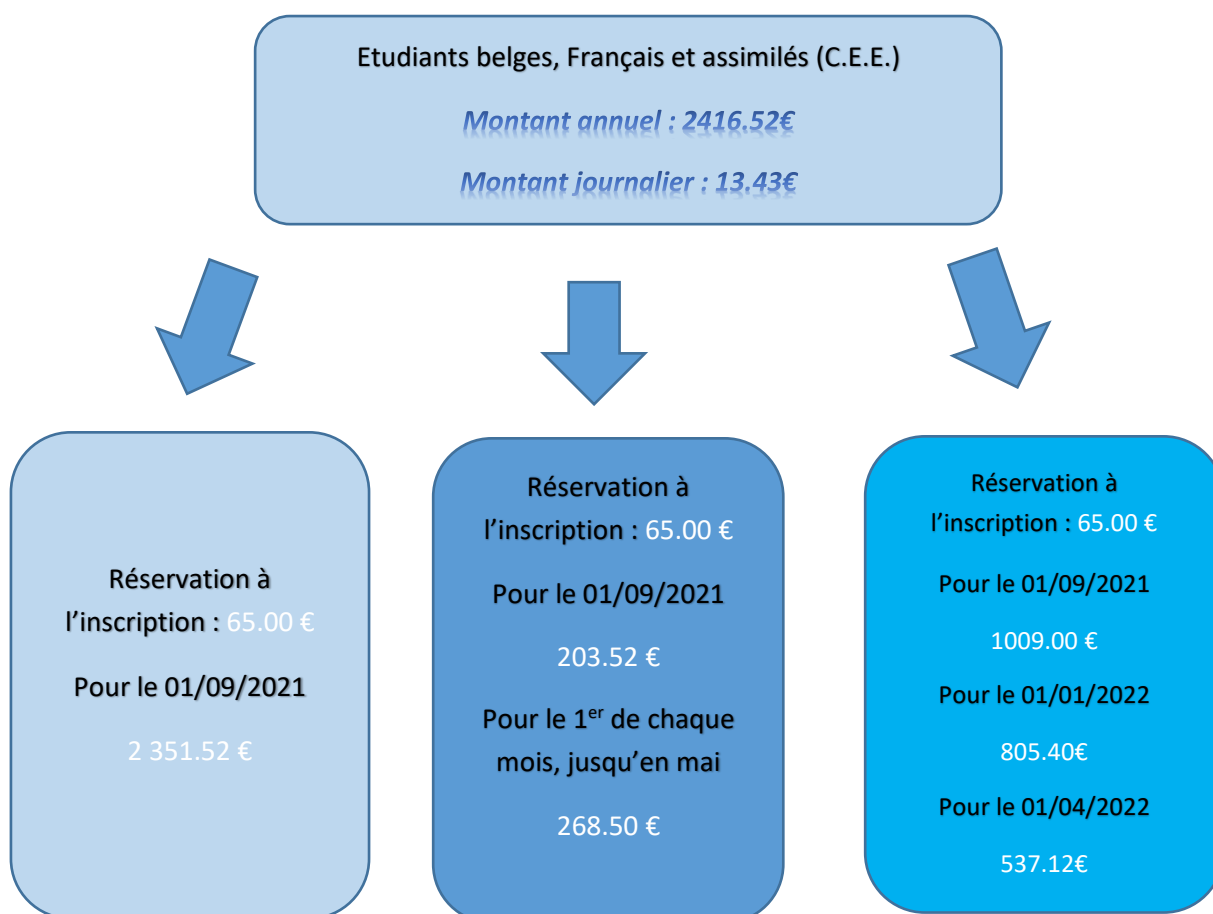 Etudiants belges, Français et assimilés (C.E.E.)
Montant annuel : 2416.52€
Montant journalier : 13.43€
Réservation à
l’inscription : 65.00 €
Pour le 01/09/2021
2 351.52 €
Réservation à
l’inscription : 65.00 €
Pour le 01/09/2021
203.52 €
Pour le 1er de chaque
mois, jusqu’en mai
268.50 €
Réservation à
l’inscription : 65.00 €
Pour le 01/09/2021
1009.00 €
Pour le 01/01/2022
805.40€
Pour le 01/04/2022
537.12€